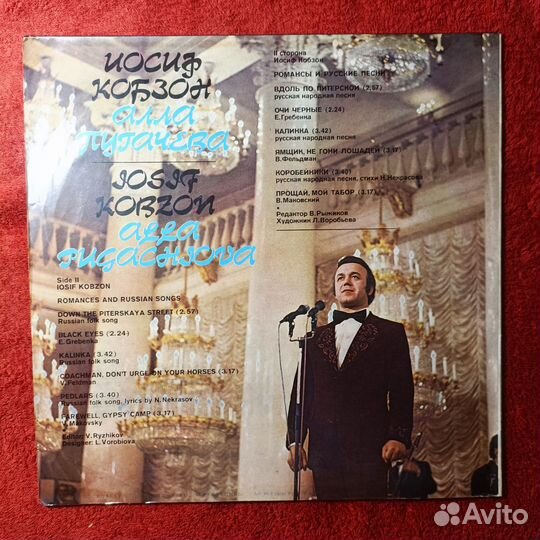 ИОСИФ
КОБЗОН
АЛЛА
ПУГАЧЕВА
IOSIF
KOBZON
ALLA
PUGACHJOVA
Side II
IOSIF KOBZON
ROMANCES AND RUSSIAN SONGS
DOWN THE PITERSKAYA STREET (2.57)
Russian folk song
BLACK EYES (2.24)
E. Grebenka
KALINKA (3.42)
Russian folk song
COACHMAN, DON'T URGE ON YOUR HORSES (3.17)
V. Feldman
PEDLARS (3.40)
Russian folk song, lyrics by N. Nekrasov
FAREWELL, GYPSY CAMP (3.17)
V. Makovsky
Editor: V. Ryzhikov
Designer: L. Vorobiova
II сторона
Иосиф Кобзон
РОМАНСЫ И РУССКИЕ ПЕСНИ
ВДОЛЬ ПО ПИТЕРСКОЙ (2.57)
русская народная песня
ОЧИ ЧЕРНЫЕ (2.24)
Е. Гребенка
КАЛИНКА (3.42)
русская народная песня
ЯМЩИК, НЕ ГОНИ ЛОШАДЕЙ (3.17)
В. Фельдман
КОРОБЕЙНИКИ (3.40)
русская народная песня, стихи Н. Некрасова
ПРОЩАЙ, МОЙ ТАБОР (3.17)
В. Маковский
Редактор В. Рыжиков
Художник Л. Воробьева
Avito